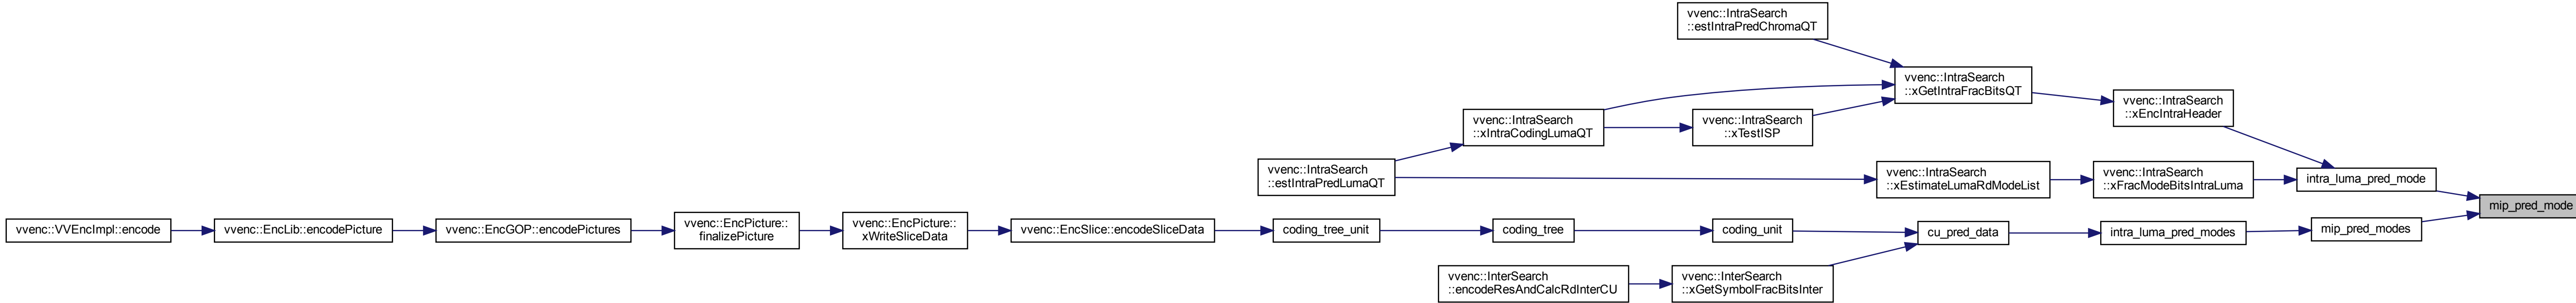 vvenc::IntraSearch
::estIntraPredChromaQT
vvenc::IntraSearch
::xGetIntraFracBitsQT
vvenc::IntraSearch
::xEncIntraHeader
vvenc::IntraSearch
::xIntraCodingLumaQT
vvenc::IntraSearch
::xTestISP
vvenc::IntraSearch
::estIntraPredLumaQT
vvenc::IntraSearch
::xEstimateLumaRdModeList
vvenc::IntraSearch
::xFracModeBitsIntraLuma
intra_luma_pred_mode
mip_pred_mode
vvenc::VVEncImpl::encode
vvenc::EncLib::encodePicture
vvenc::EncGOP::encodePictures
vvenc::EncPicture::
finalizePicture
vvenc::EncPicture::
xWriteSliceData
vvenc::EncSlice::encodeSliceData
coding_tree_unit
coding_tree
coding_unit
cu_pred_data
intra_luma_pred_modes
mip_pred_modes
vvenc::InterSearch
::encodeResAndCalcRdInterCU
vvenc::InterSearch
::xGetSymbolFracBitsInter